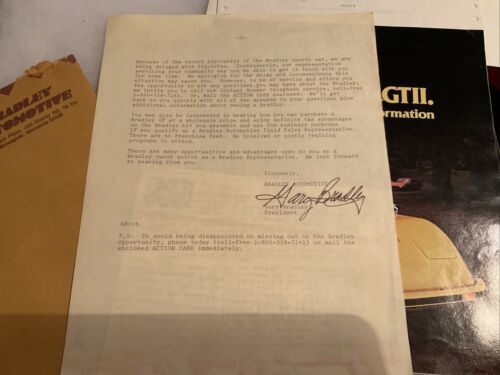 -3-
Because of the recent popularity of the Bradley sports car, we are
being deluged with inquiries. Consequently, our representative
servicing your community may not be able to get in touch with you
for some time. We apologize for the delay and inconvenience this
situation may cause you. However, to be of service and afford you
the opportunity to ask any questions you may have about the Bradley,
we invite you to call our Instant Answer telephone service, toll-free
or, mail the ACTION CARD enclosed. We'll get
back to you quickly with all of the answers to your questions plus
additional information about owning a Bradley.
You may also be interested in hearing how you can purchase a
Bradley GT at a wholesale price and enjoy definite tax advantages
on the Bradley kit you assemble and use for business purposes
if you qualify as a Bradley Automotive Field Sales Representative.
There are no franchise fees. No involved or costly training
programs to attend.
There are many opportunities and advantages open to you as a
Bradley owner and/or as a Bradley Representative. We look forward
to hearing from you.
Sincerely,
BRADLEY AUTOMOTIVE
Gary Bradley
Gary Bradley
President
GB:ch
P.S. To avoid being disappointed on missing out on the Bradley
Opportunity, phone today (toll-free or mail the
enclosed ACTION CARD immediately.
BRADLEY
AUTOMOTIVE
GTII.
formation